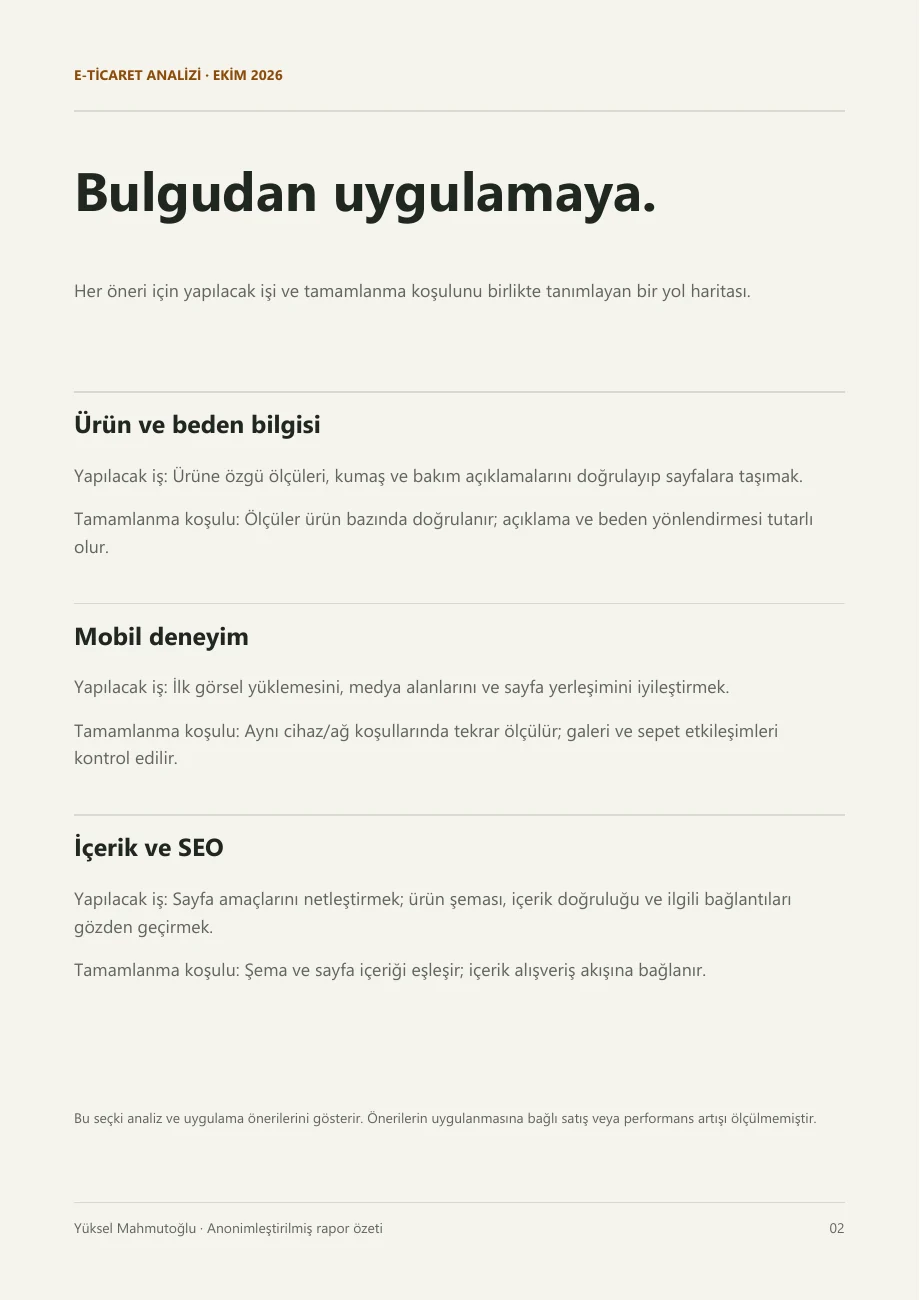 E-TİCARET ANALİZİ · EKİM 2026
Bulgudan uygulamaya.
Her öneri için yapılacak işi ve tamamlanma koşulunu birlikte tanımlayan bir yol haritası.
Ürün ve beden bilgisi
Yapılacak iş: Ürüne özgü ölçüleri, kumaş ve bakım açıklamalarını doğrulayıp sayfalara taşımak.
Tamamlanma koşulu: Ölçüler ürün bazında doğrulanır; açıklama ve beden yönlendirmesi tutarlı
olur.
Mobil deneyim
Yapılacak iş: İlk görsel yüklemesini, medya alanlarını ve sayfa yerleşimini iyileştirmek.
Tamamlanma koşulu: Aynı cihaz/ağ koşullarında tekrar ölçülür; galeri ve sepet etkileşimleri
kontrol edilir.
İçerik ve SEO
Yapılacak iş: Sayfa amaçlarını netleştirmek; ürün şeması, içerik doğruluğu ve ilgili bağlantıları
gözden geçirmek.
Tamamlanma koşulu: Şema ve sayfa içeriği eşleşir; içerik alışveriş akışına bağlanır.
Bu seçki analiz ve uygulama önerilerini gösterir. Önerilerin uygulanmasına bağlı satış veya performans artışı ölçülmemiştir.
Yüksel Mahmutoğlu · Anonimleştirilmiş rapor özeti
02